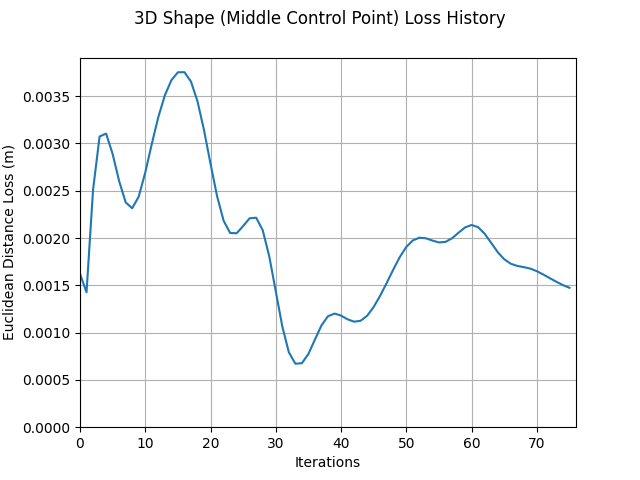 3D Shape (Middle Control Point) Loss History
Euclidean Distance Loss (m)
0.0035
0.0030
0.0025
0.0020
0.0015
0.0010
0.0005
0.0000
0 10 20 30 40 50 60 70
Iterations